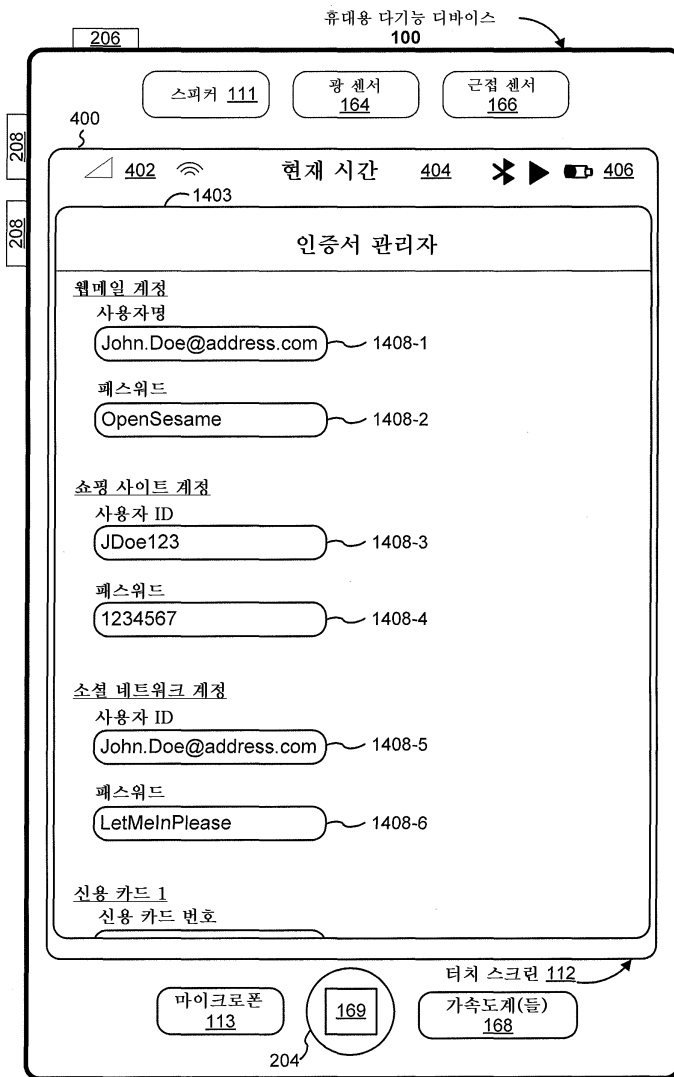 휴대용 다기능 디바이스
100
206
스피커 111
광 센서
164
근접 센서
166
208
208
400
402
현재 시간
404
406
1403
인증서 관리자
웹메일 계정
사용자명
John.Doe@address.com
1408-1
패스워드
OpenSesame
1408-2
쇼핑 사이트 계정
사용자 ID
JDoe123
1408-3
패스워드
1234567
1408-4
소셜 네트워크 계정
사용자 ID
John.Doe@address.com
1408-5
패스워드
LetMeInPlease
1408-6
신용 카드 1
신용 카드 번호
터치 스크린 112
마이크로폰
113
169
204
가속도계(들)
168